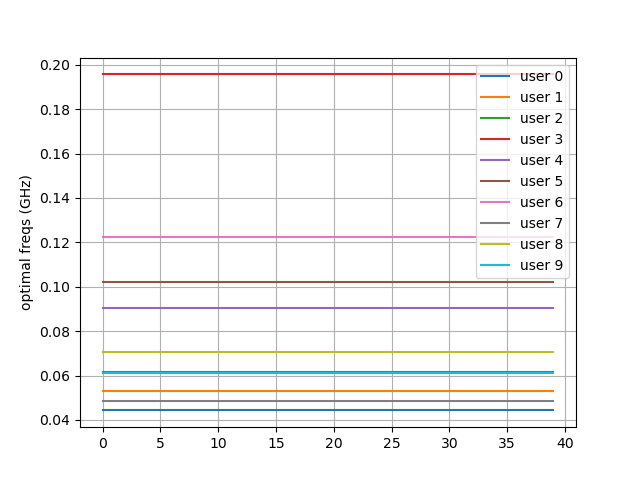 optimal freqs (GHz)
0.20
0.18
0.16
0.14
0.12
0.10
0.08
0.06
0.04
0 5 10 15 20 25 30 35 40
user 0
user 1
user 2
user 3
user 4
user 5
user 6
user 7
user 8
user 9